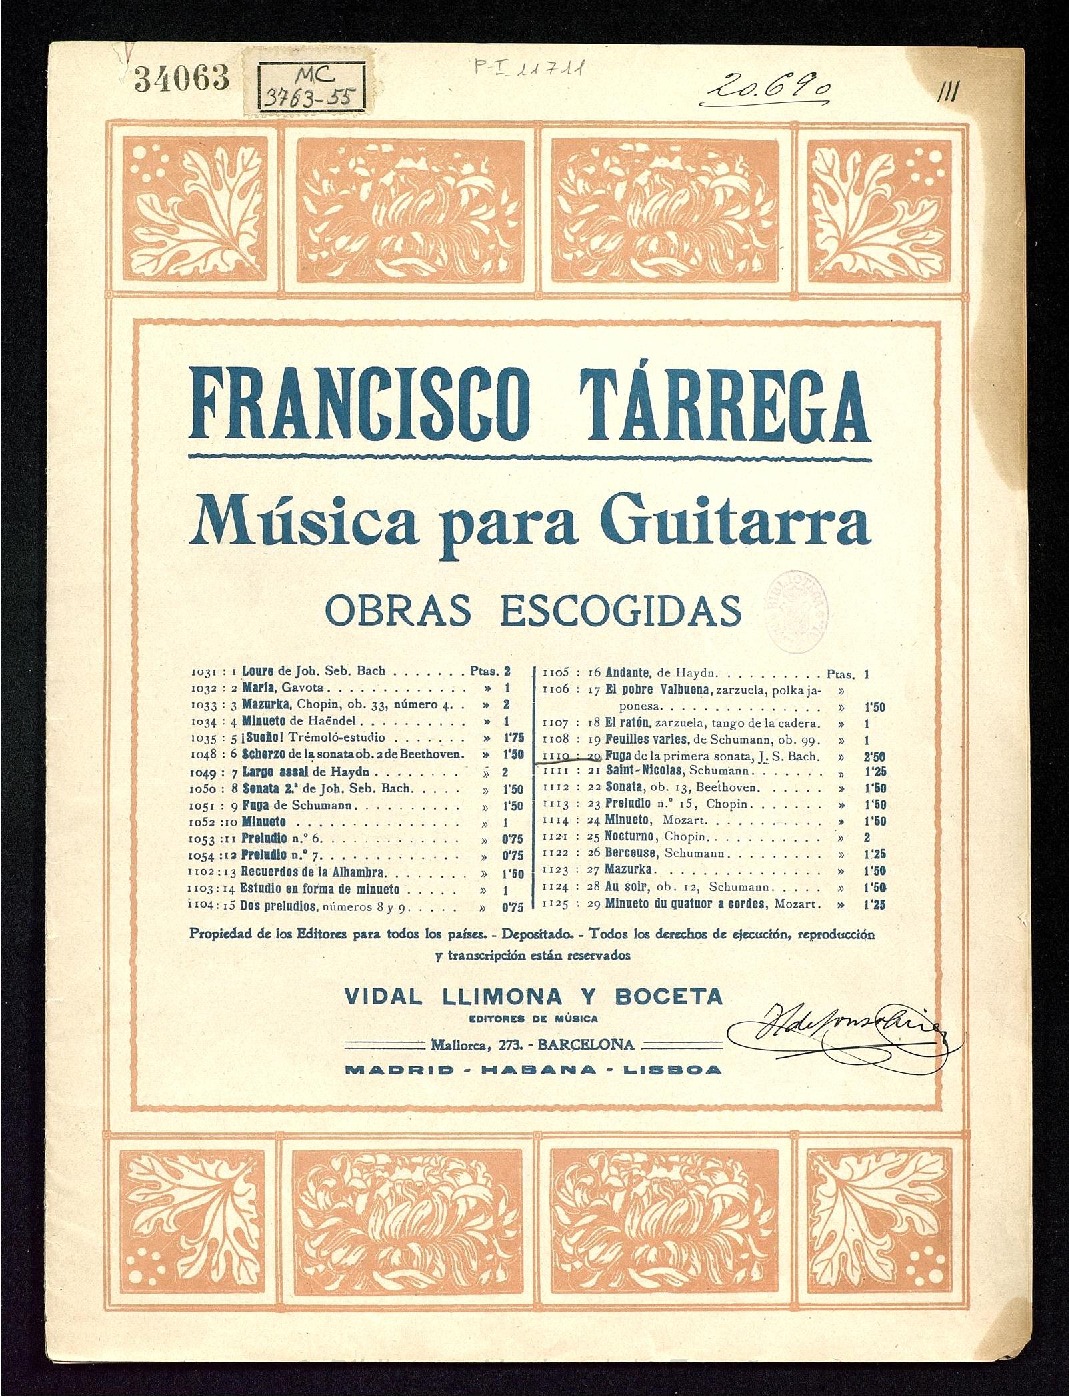 34063
MC
3763-55
P-I 11711
20.690
III
FRANCISCO TÁRREGA
Música para Guitarra
OBRAS ESCOGIDAS
1031 : 1 Loure de Joh. Seb. Bach . . . . . . . Ptas. 2
1032 : 2 María, Gavota. . . . . . . . . . . . . » 1
1033 : 3 Mazurka, Chopin, ob. 33, número 4. . » 2
1034 : 4 Minueto de Haëndel . . . . . . . . . . » 1
1035 : 5 ¡Sueño! Trémoló-estudio . . . . . . . » 1'75
1048 : 6 Scherzo de la sonata ob. 2 de Beethoven. » 1'50
1049 : 7 Largo assai de Haydn . . . . . . . . . » 2
1050 : 8 Sonata 2.ª de Joh. Seb. Bach. . . . . » 1'50
1051 : 9 Fuga de Schumann. . . . . . . . . . » 1'50
1052 :10 Minueto . . . . . . . . . . . . . . . » 1
1053 :11 Preludio n.º 6. . . . . . . . . . . . . » 0'75
1054 :12 Preludio n.º 7. . . . . . . . . . . . . » 0'75
1102 :13 Recuerdos de la Alhambra. . . . . . . » 1'50
1103 :14 Estudio en forma de minueto . . . . . » 1
1104 :15 Dos preludios, números 8 y 9. . . . . » 0'75
1105 : 16 Andante, de Haydn. . . . . . . . . . Ptas. 1
1106 : 17 El pobre Valbuena, zarzuela, polka ja- »
ponesa. . . . . . . . . . . . . . . » 1'50
1107 : 18 El ratón, zarzuela, tango de la cadera. » 1
1108 : 19 Feuilles varies, de Schumann, ob. 99. » 1
1110 : 20 Fuga de la primera sonata, J. S. Bach. » 2'50
1111 : 21 Saint-Nicolas, Schumann. . . . . . . » 1'25
1112 : 22 Sonata, ob. 13, Beethoven. . . . . . » 1'50
1113 : 23 Preludio n.º 15, Chopin. . . . . . . . » 1'50
1114 : 24 Minueto, Mozart. . . . . . . . . . . » 1'50
1121 : 25 Nocturno, Chopin. . . . . . . . . . . » 2
1122 : 26 Berceuse, Schumann . . . . . . . . . » 1'25
1123 : 27 Mazurka. . . . . . . . . . . . . . . » 1'50
1124 : 28 Au soir, ob. 12, Schumann. . . . . » 1'50
1125 : 29 Minueto du quatuor a cordes, Mozart. » 1'25
Propiedad de los Editores para todos los países. - Depositado. - Todos los derechos de ejecución, reproducción
y transcripción están reservados
VIDAL LLIMONA Y BOCETA
EDITORES DE MÚSICA
Mallorca, 273. - BARCELONA
MADRID - HABANA - LISBOA